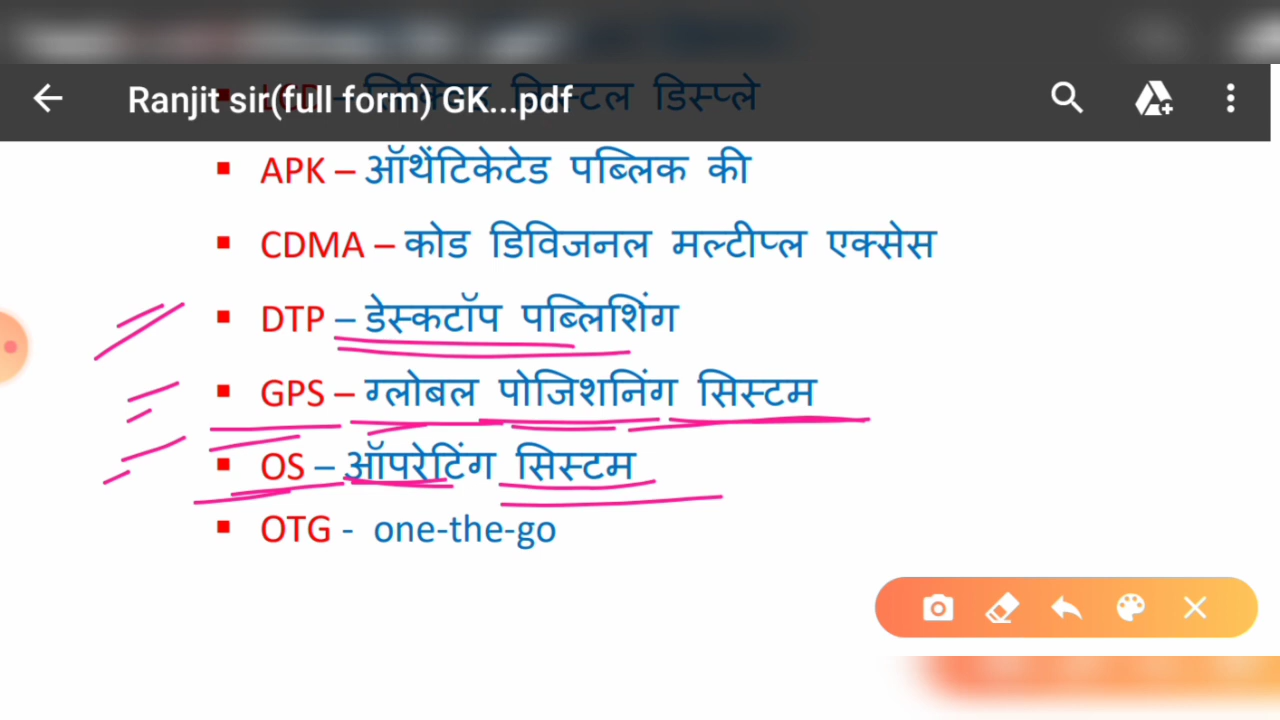 Ranjit sir(full form) GK...pdf
डिस्प्ले
▪ APK – ऑथेंटिकेटेड पब्लिक की
▪ CDMA – कोड डिविजनल मल्टीप्ल एक्सेस
▪ DTP – डेस्कटॉप पब्लिशिंग
▪ GPS – ग्लोबल पोजिशनिंग सिस्टम
▪ OS – ऑपरेटिंग सिस्टम
▪ OTG - one-the-go